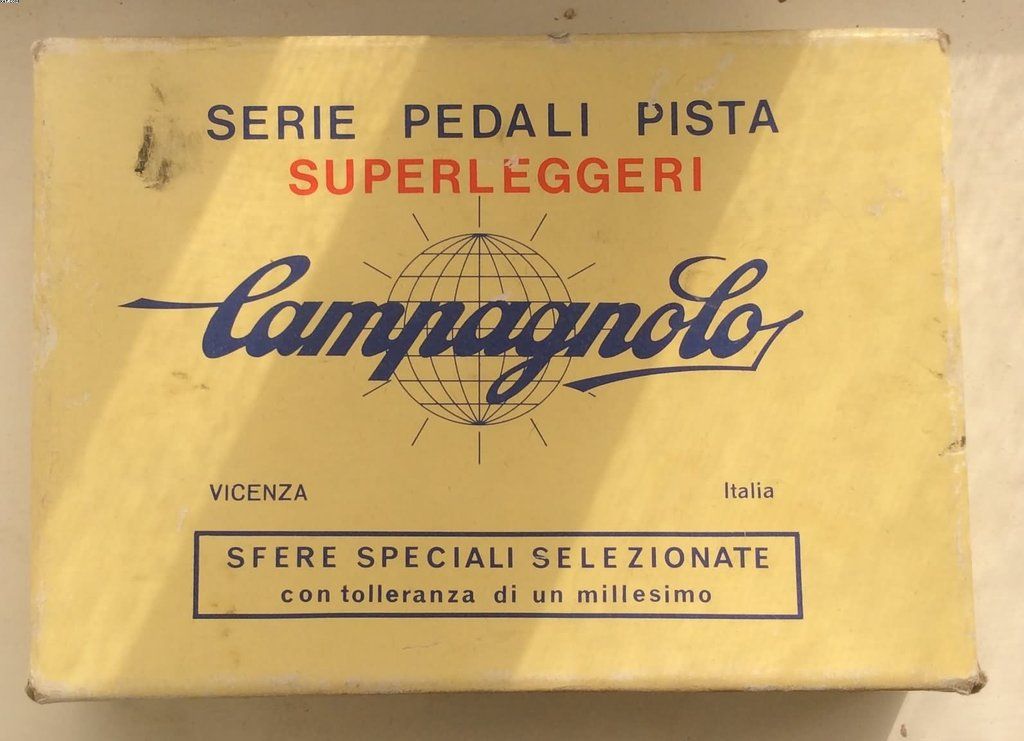 SERIE PEDALI PISTA
SUPERLEGGERI
Campagnolo
VICENZA Italia
SFERE SPECIALI SELEZIONATE
con tolleranza di un millesimo